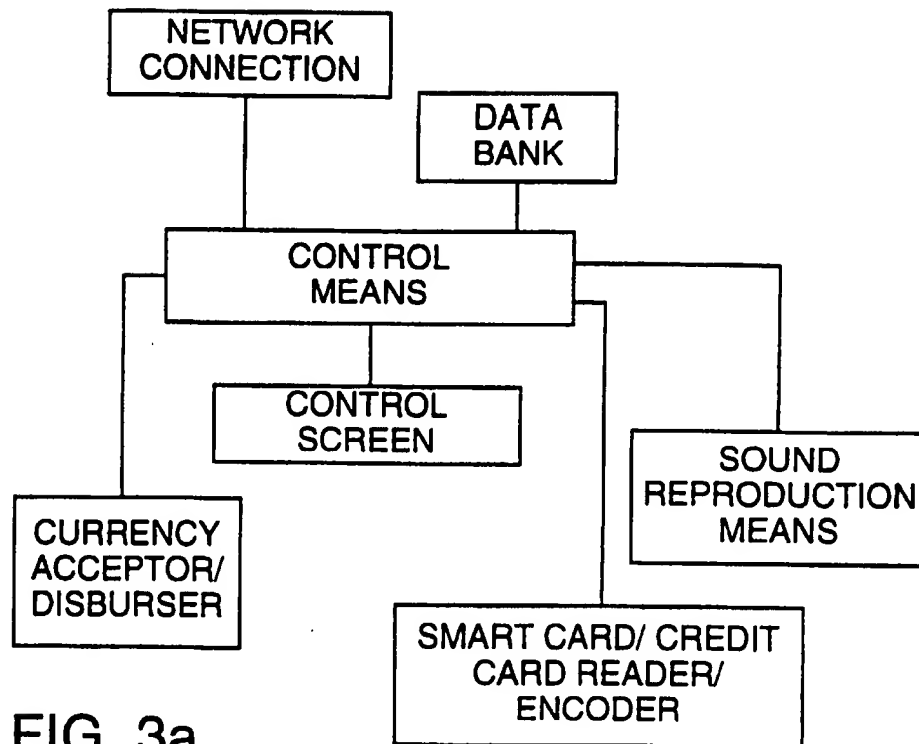 NETWORK
CONNECTION
DATA
BANK
CONTROL
MEANS
CONTROL
SCREEN
SOUND
REPRODUCTION
MEANS
CURRENCY
ACCEPTOR/
DISBURSER
SMART CARD/ CREDIT
CARD READER/
ENCODER
FIG. 3a